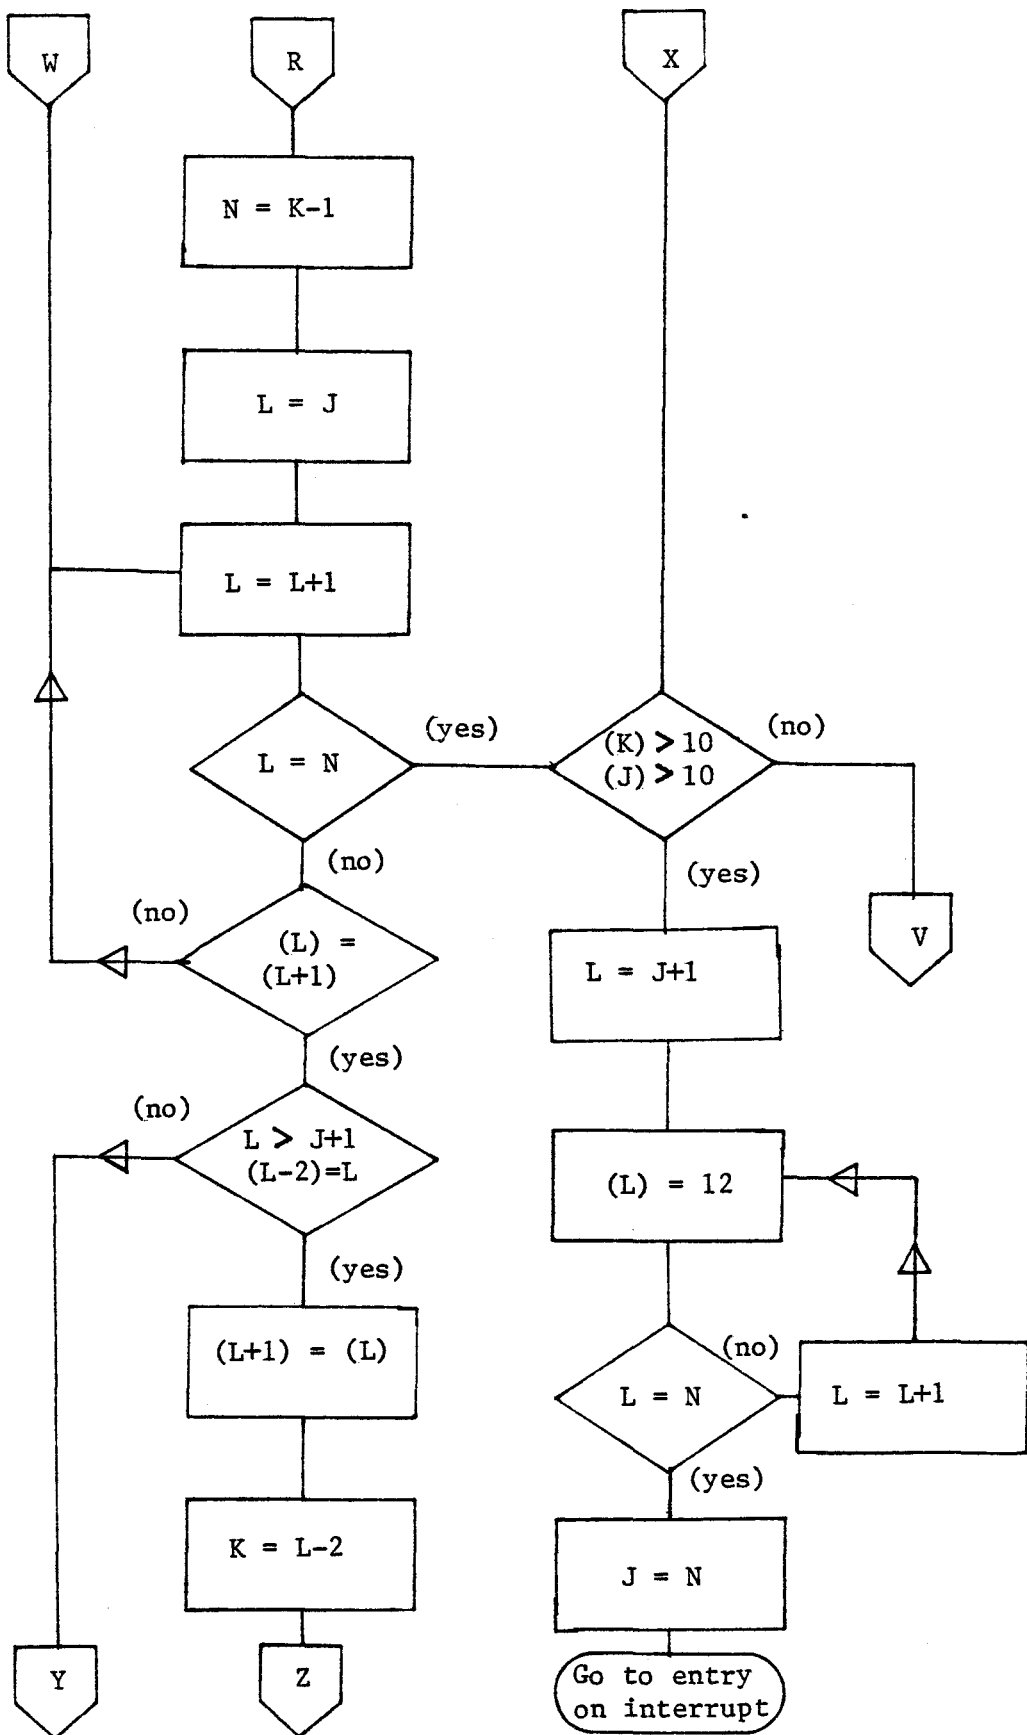 W
R
X
N = K-1
L = J
L = L+1
L = N
(yes)
(K) > 10
(J) > 10
(no)
(no)
(yes)
(no)
(L) =
(L+1)
V
L = J+1
(yes)
(no)
L > J+1
(L-2)=L
(L) = 12
(yes)
(L+1) = (L)
(no)
L = N
L = L+1
(yes)
K = L-2
J = N
Y
Z
Go to entry
on interrupt